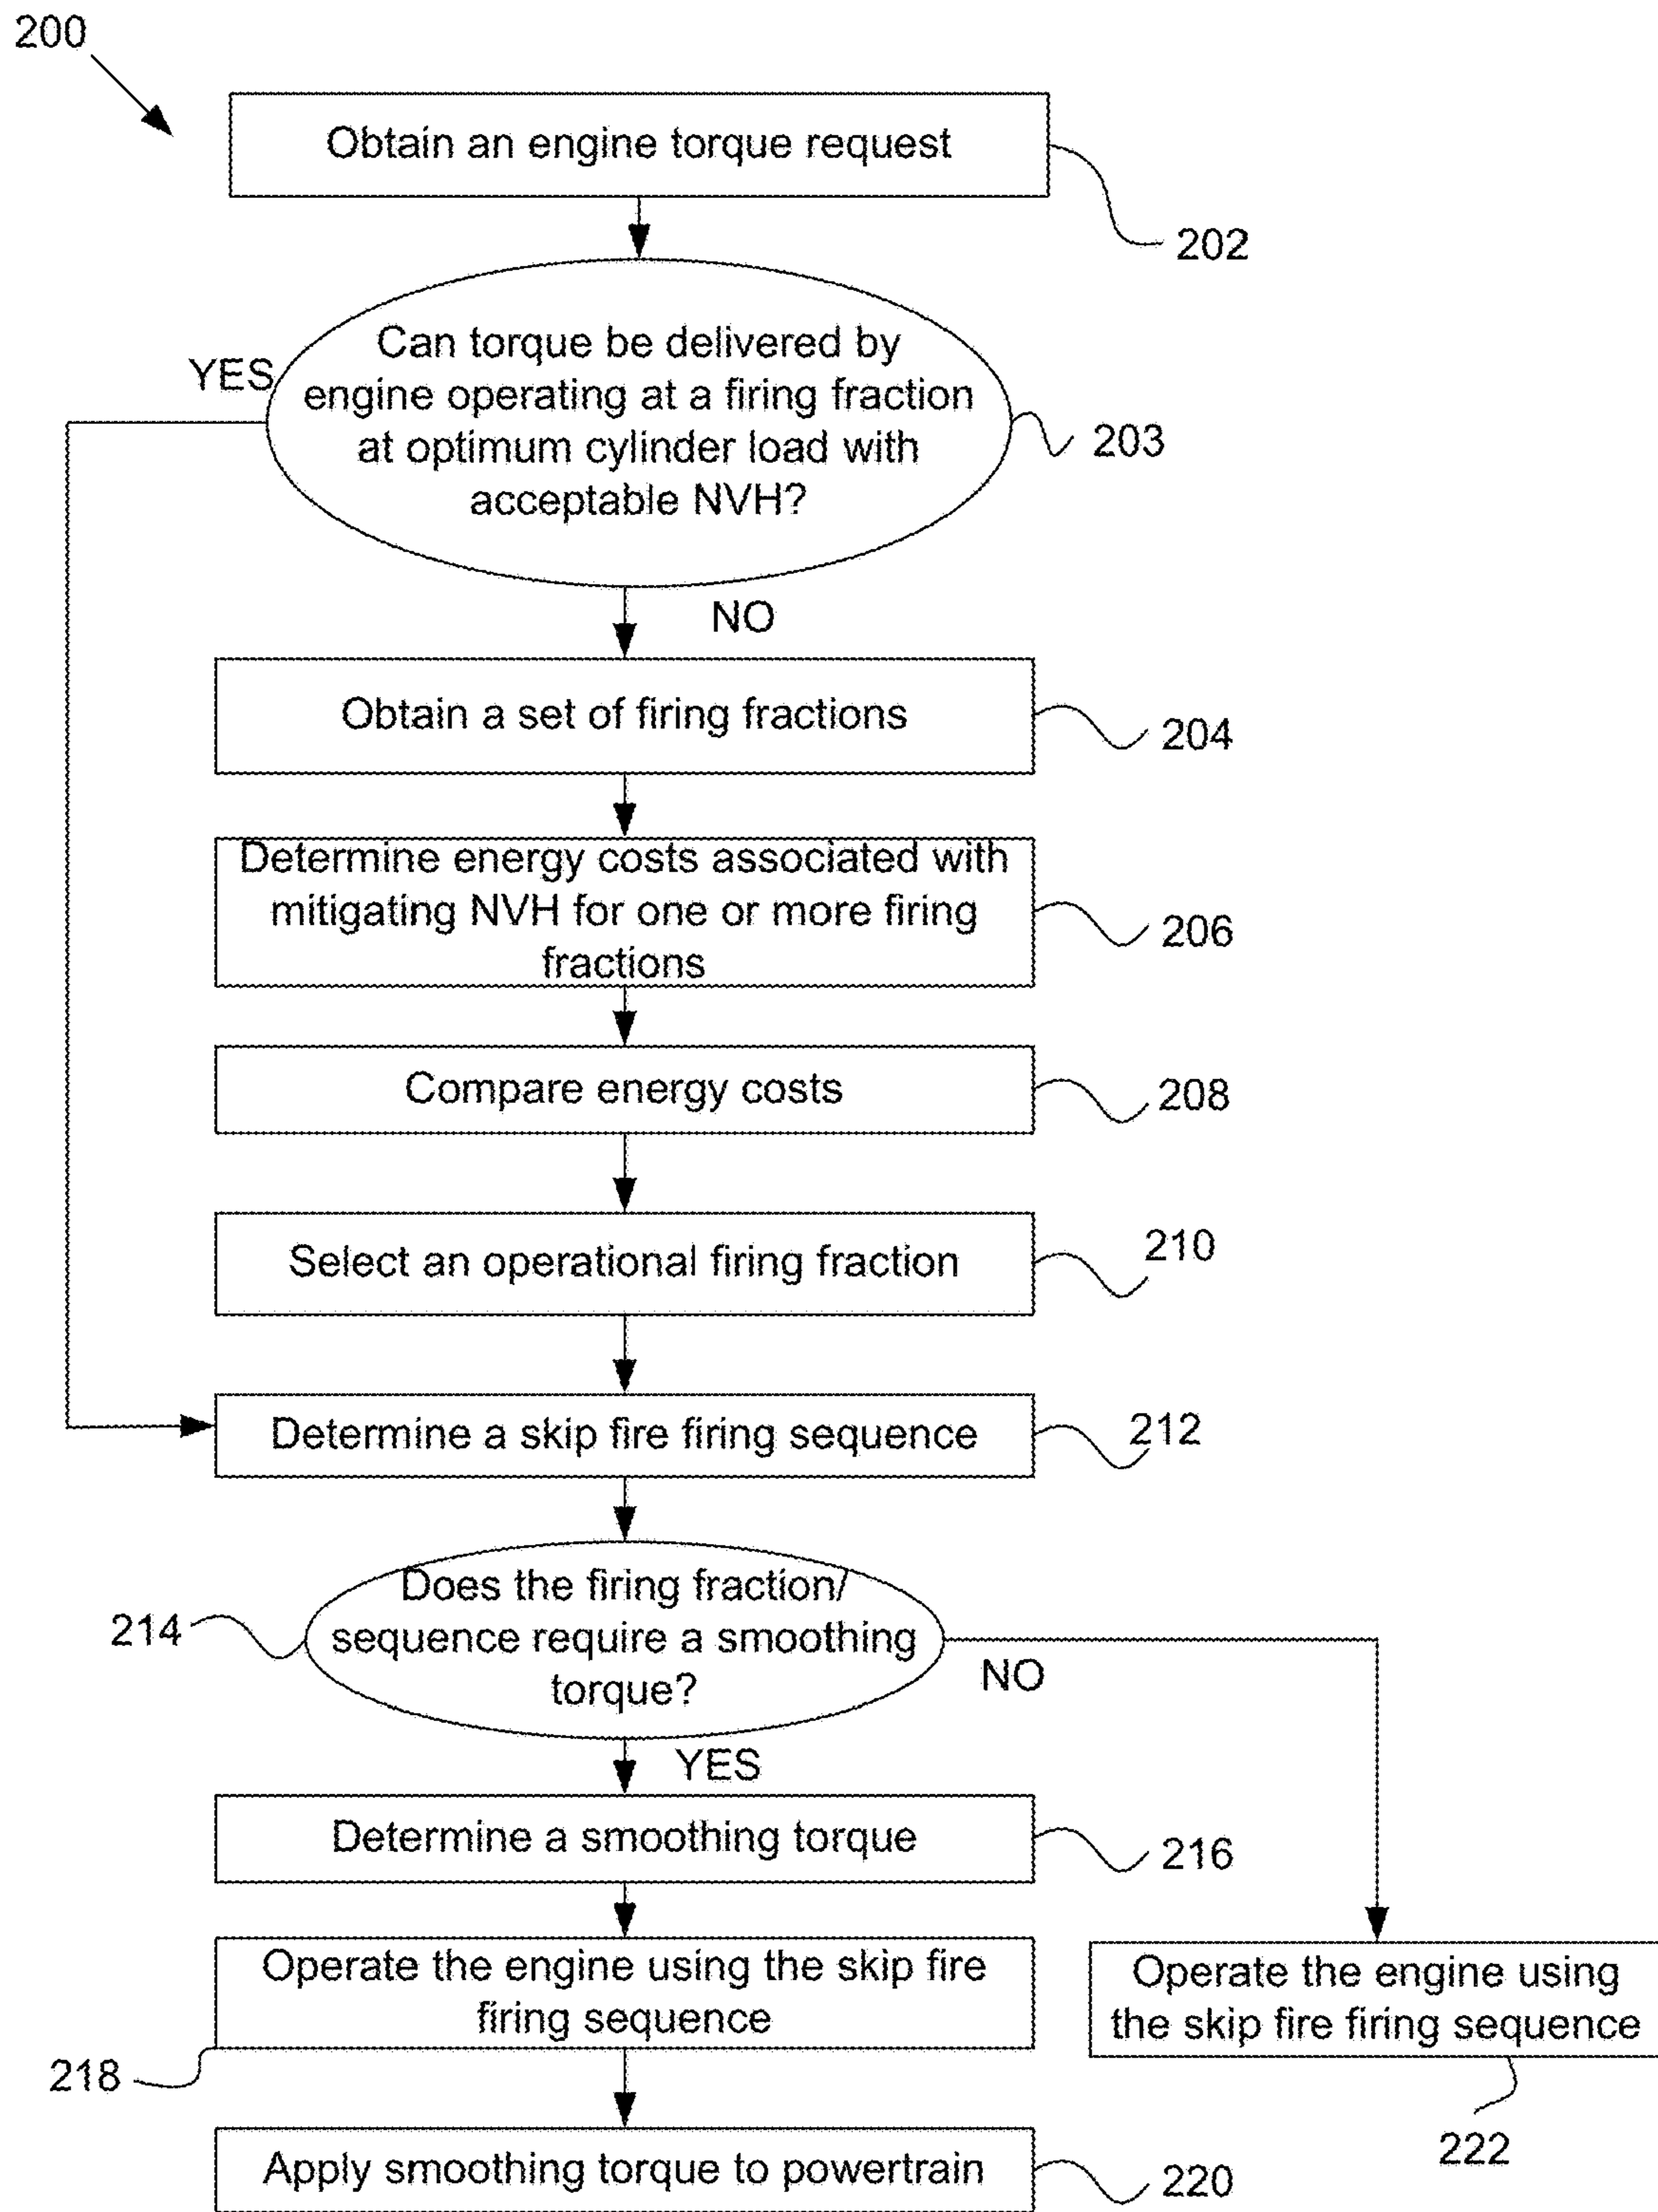 200
Obtain an engine torque request
202
Can torque be delivered by
YES
engine operating at a firing fraction
at optimum cylinder load with
203
acceptable NVH?
NO
Obtain a set of firing fractions
204
Determine energy costs associated with
mitigating NVH for one or more firing
206
fractions
Compare energy costs
208
Select an operational firing fraction
210
Determine a skip fire firing sequence
212
Does the firing fraction/
214
sequence require a smoothing
torque?
NO
YES
Determine a smoothing torque
216
Operate the engine using the skip fire
firing sequence
218
Operate the engine using
the skip fire firing sequence
222
Apply smoothing torque to powertrain
220